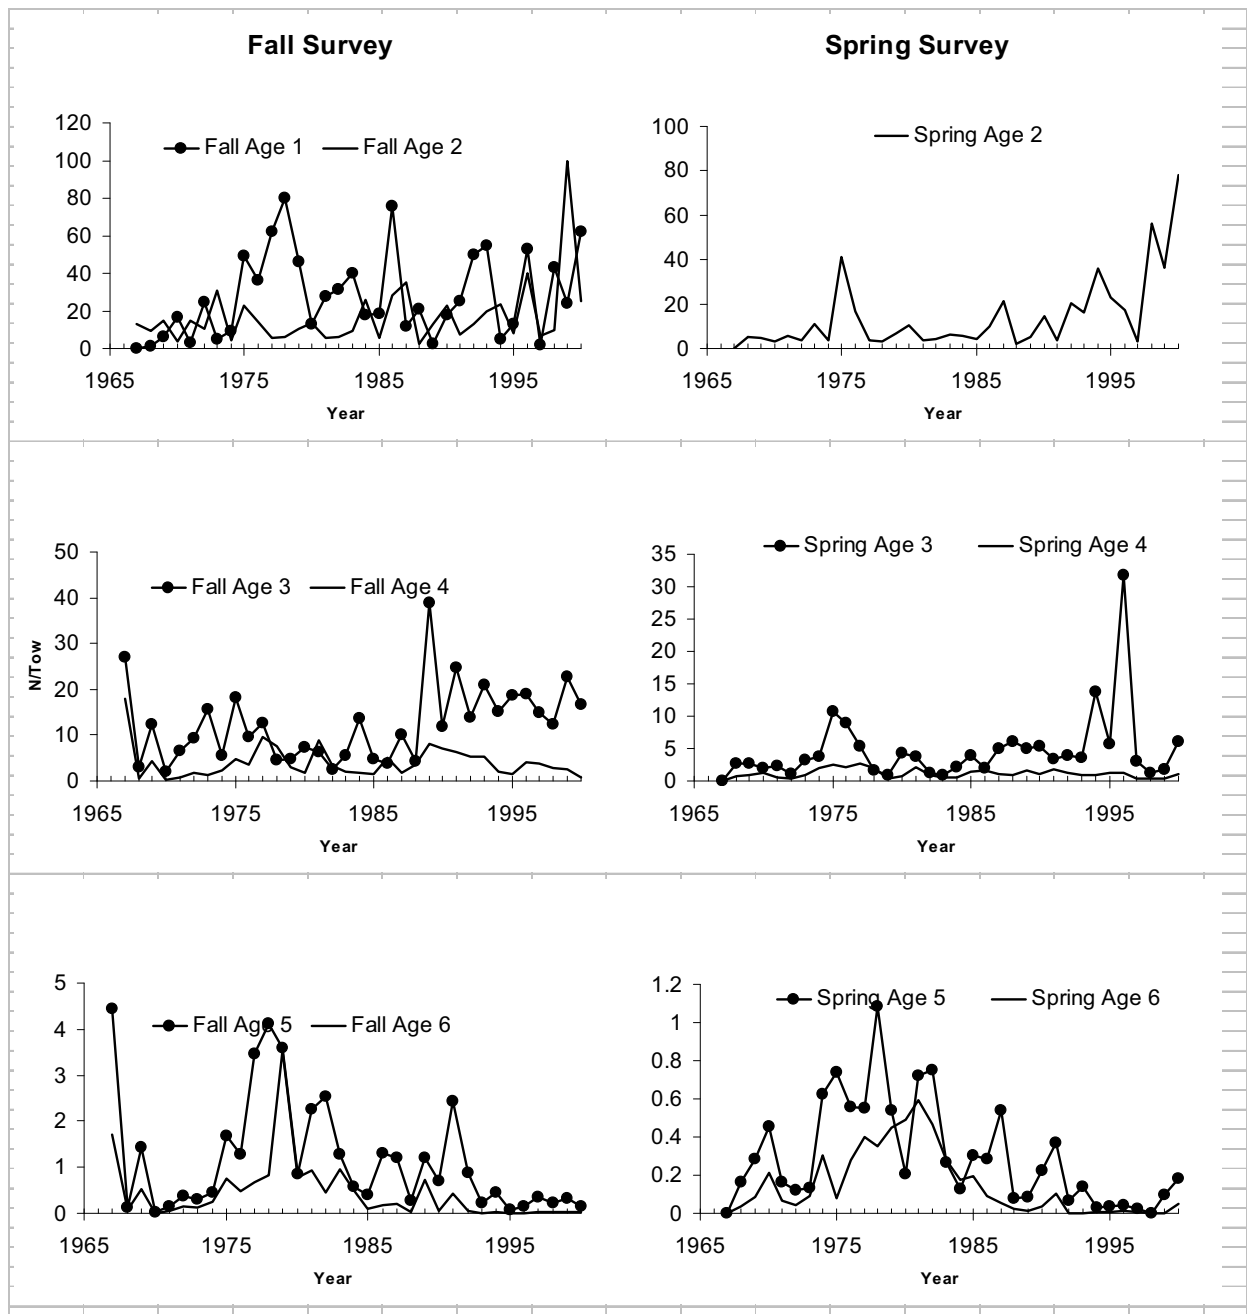 Fall Survey
Spring Survey
120
100
80
60
40
20
0
Fall Age 1 Fall Age 2
1965 1975 1985 1995
Year
100
80
60
40
20
0
Spring Age 2
1965 1975 1985 1995
Year
N/Tow
50
40
30
20
10
0
Fall Age 3 Fall Age 4
1965 1975 1985 1995
Year
35
30
25
20
15
10
5
0
Spring Age 3 Spring Age 4
1965 1975 1985 1995
Year
5
4
3
2
1
0
Fall Age 5 Fall Age 6
1965 1975 1985 1995
Year
1.2
1
0.8
0.6
0.4
0.2
0
Spring Age 5 Spring Age 6
1965 1975 1985 1995
Year